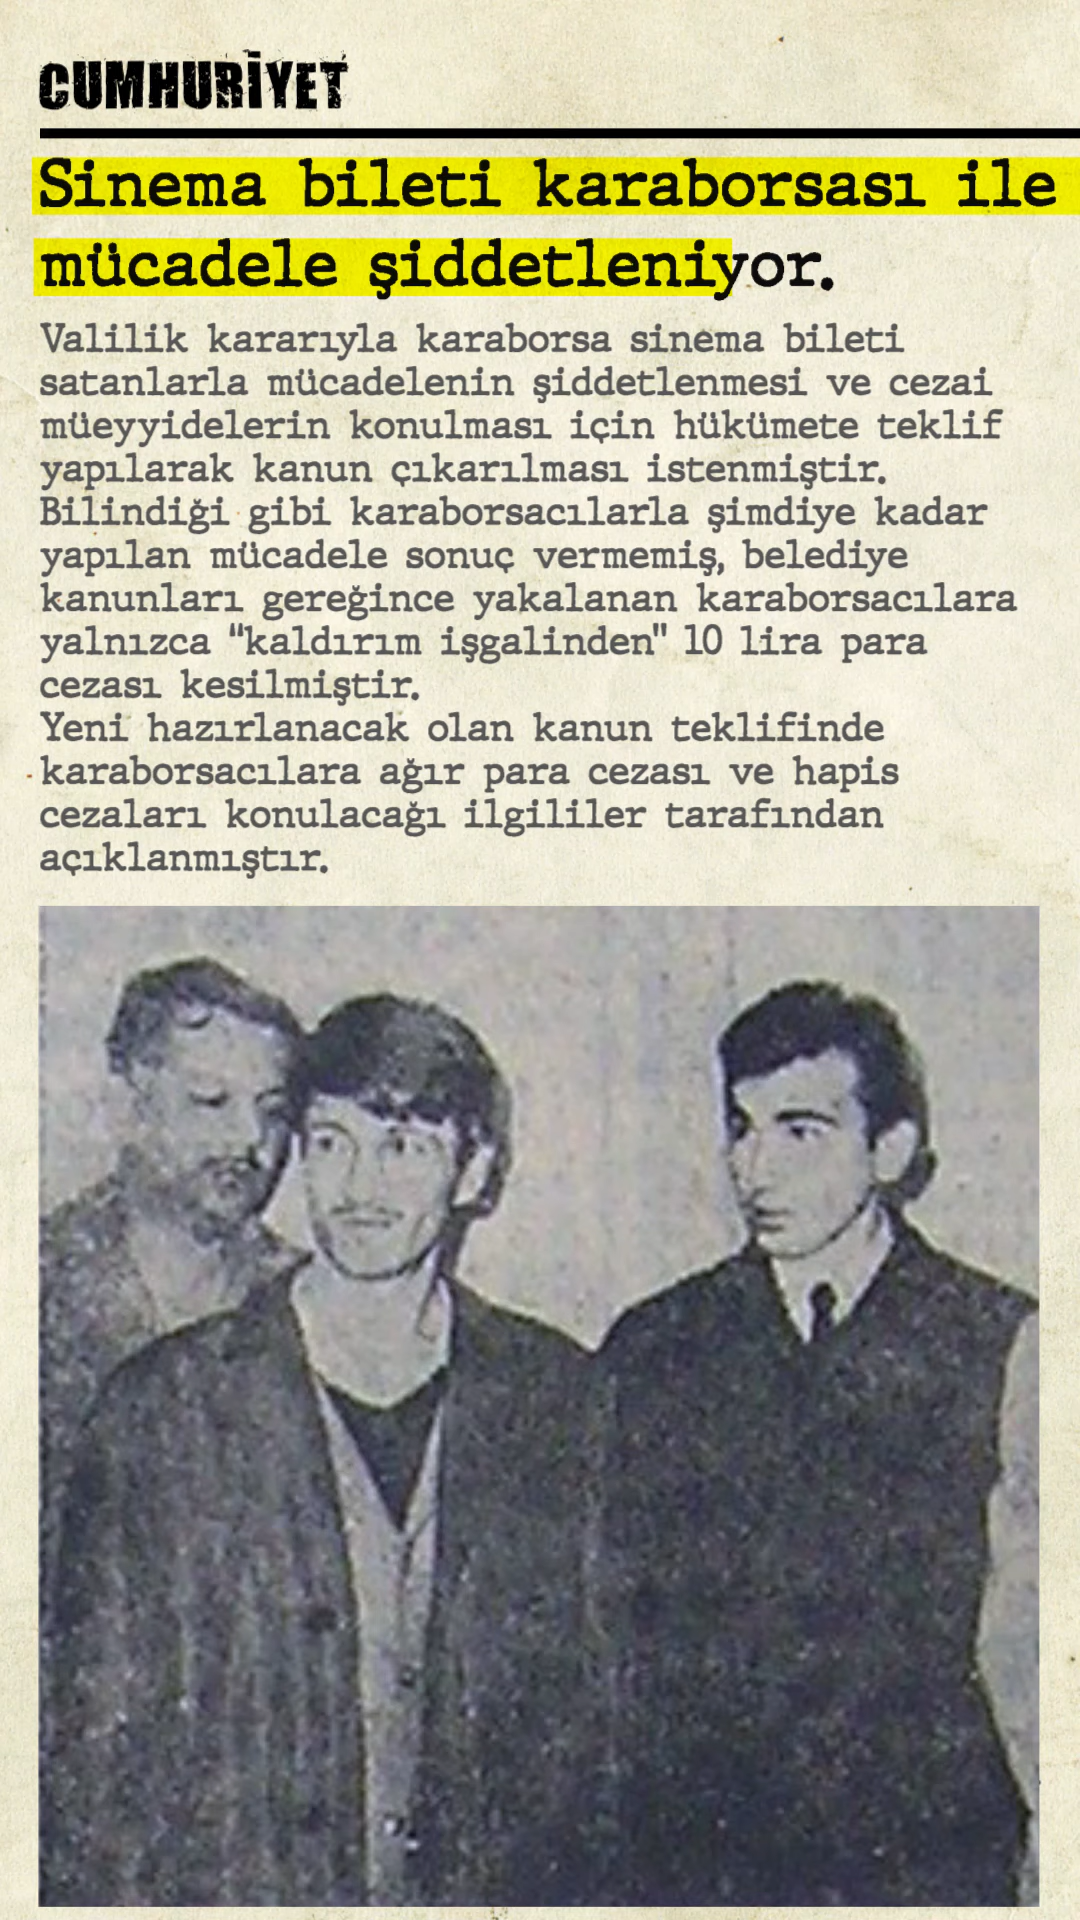 CUMHURİYET
Sinema bileti karaborsası ile
mücadele şiddetleniyor.
Valilik kararıyla karaborsa sinema bileti
satanlarla mücadelenin şiddetlenmesi ve cezai
müeyyidelerin konulması için hükümete teklif
yapılarak kanun çıkarılması istenmiştir.
Bilindiği gibi karaborsacılarla şimdiye kadar
yapılan mücadele sonuç vermemiş, belediye
kanunları gereğince yakalanan karaborsacılara
yalnızca "kaldırım işgalinden" 10 lira para
cezası kesilmiştir.
Yeni hazırlanacak olan kanun teklifinde
karaborsacılara ağır para cezası ve hapis
cezaları konulacağı ilgililer tarafından
açıklanmıştır.